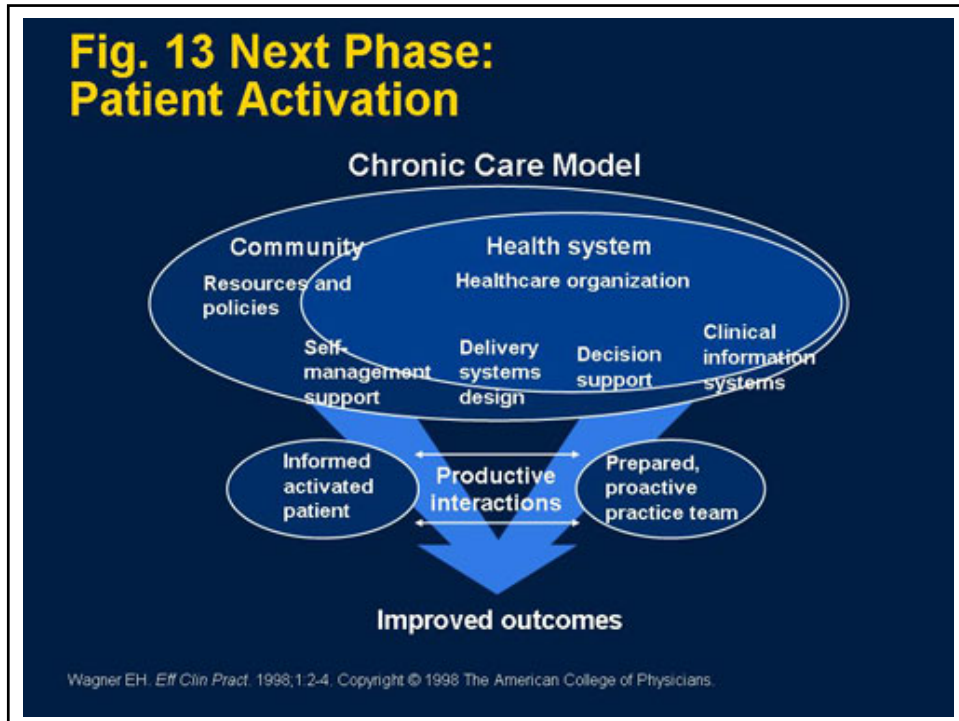 Fig. 13 Next Phase:
Patient Activation
Chronic Care Model
Community
Resources and
policies
Health system
Healthcare organization
Self-
management
support
Delivery
systems
design
Decision
support
Clinical
information
systems
Informed
activated
patient
Productive
interactions
Prepared,
proactive
practice team
Improved outcomes
Wagner EH. Eff Clin Pract. 1998;1:2-4. Copyright © 1998 The American College of Physicians.